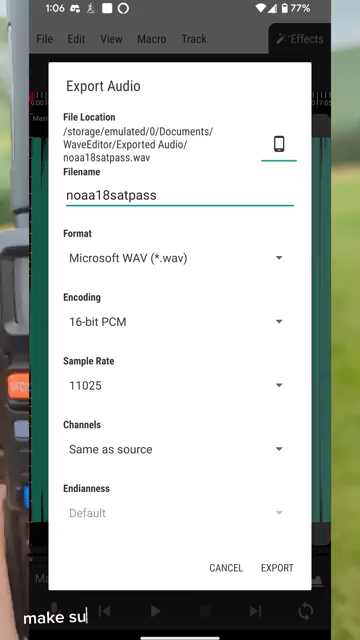 1:06
77%
File Edit View Macro Track Effects
Export Audio
File Location
/storage/emulated/0/Documents/
WaveEditor/Exported Audio/
noaa18satpass.wav
Filename
noaa18satpass
Format
Microsoft WAV (*.wav)
Encoding
16-bit PCM
Sample Rate
11025
Channels
Same as source
Endianness
Default
CANCEL EXPORT
make su